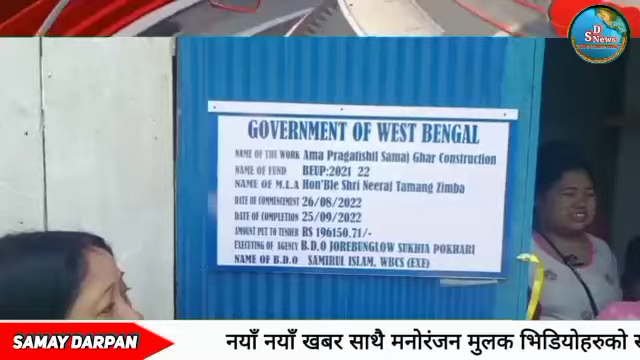 SD
News
GOVERNMENT OF WEST BENGAL
NAME OF THE WORK Ama Pragatishil Samaj Ghar Construction
NAME OF FUND BEUP:2021 22
NAME OF M.L.A Hon'Ble Shri Neeraj Tamang Zimba
DATE OF COMMENCEMENT 26/08/2022
DATE OF COMPLETION 25/09/2022
AMOUNT PUT TO TENDER RS 196150.71/-
EXECUTING OF AGENCY B.D.O JOREBUNGLOW SUKHIA POKHARI
NAME OF B.D.O SAMIRUL ISLAM, WBCS (EXE)
SAMAY DARPAN
नयाँ नयाँ खबर साथै मनोरंजन मुलक भिडियोहरुको